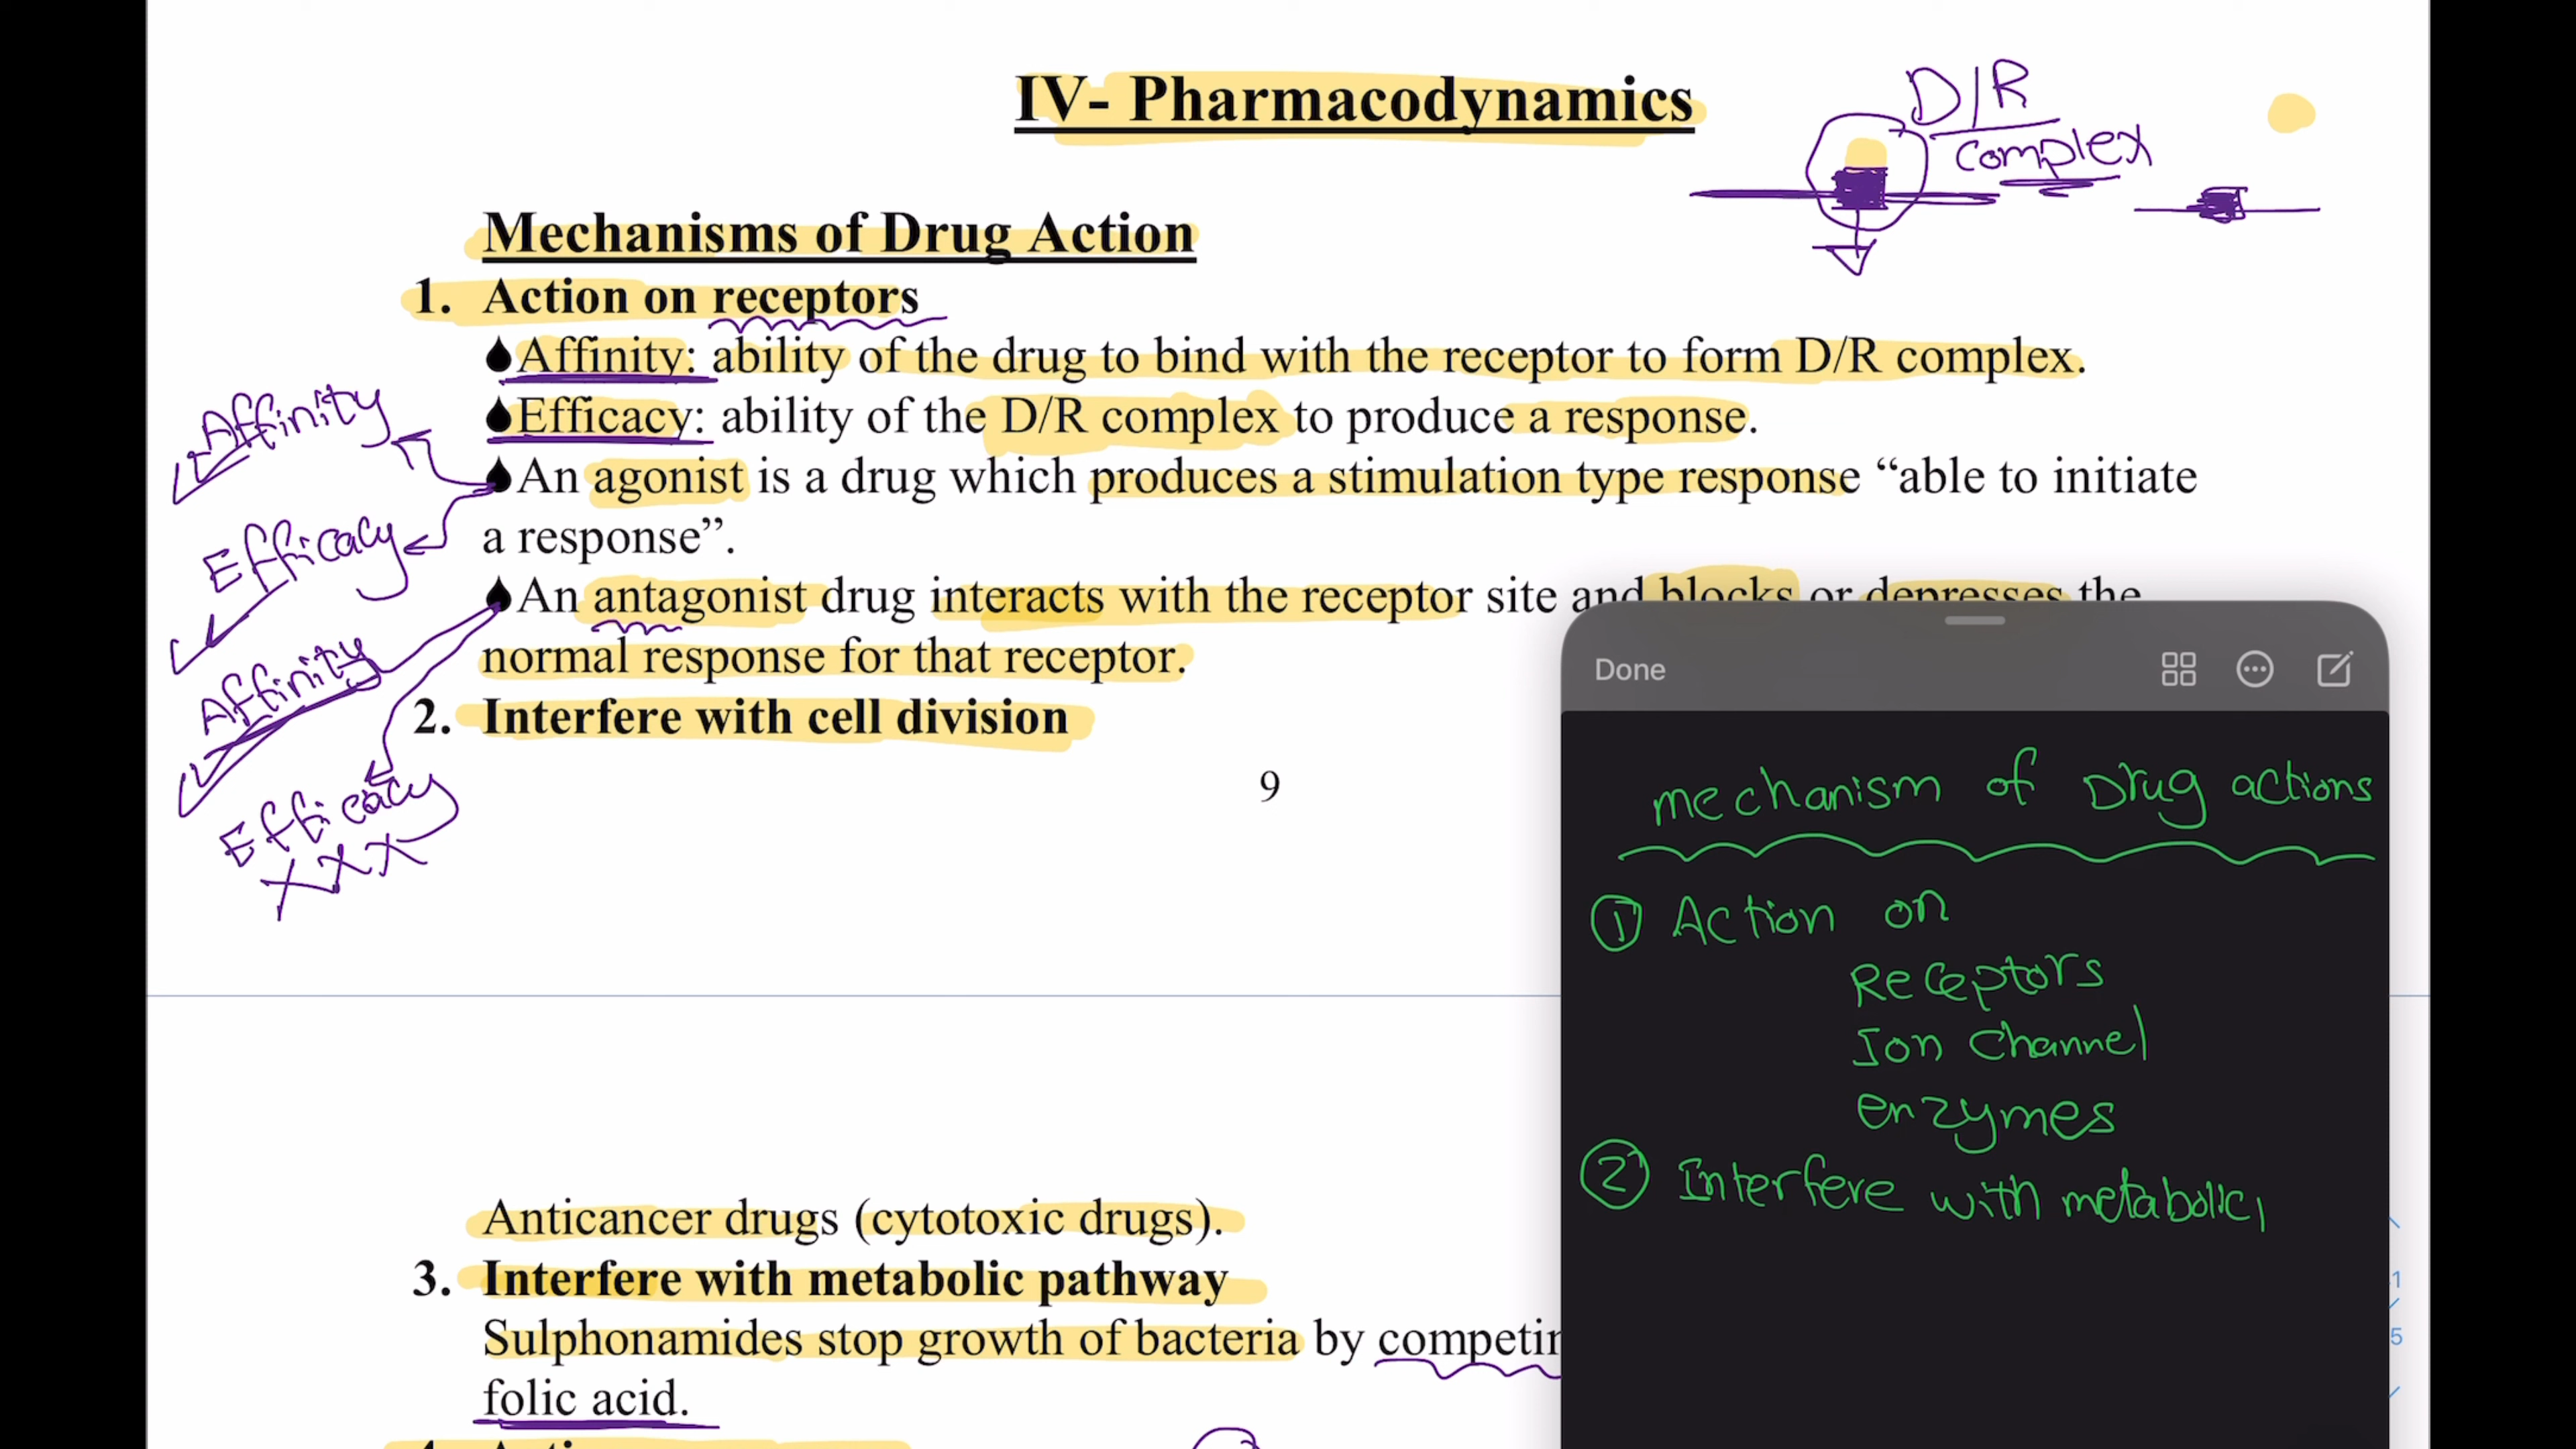 IV- Pharmacodynamics
D/R
complex
Mechanisms of Drug Action
1. Action on receptors
Affinity: ability of the drug to bind with the receptor to form D/R complex.
Efficacy: ability of the D/R complex to produce a response.
An agonist is a drug which produces a stimulation type response “able to initiate
a response”.
An antagonist drug interacts with the receptor site and blocks or depresses the
normal response for that receptor.
2. Interfere with cell division
Affinity
Efficacy
Affinity
Efficacy
XXX
9
Anticancer drugs (cytotoxic drugs).
3. Interfere with metabolic pathway
Sulphonamides stop growth of bacteria by
folic acid.
Done
mechanism of Drug actions
1 Action on
Receptors
Ion Channel
enzymes
2 Interfere with metabolic
1
5